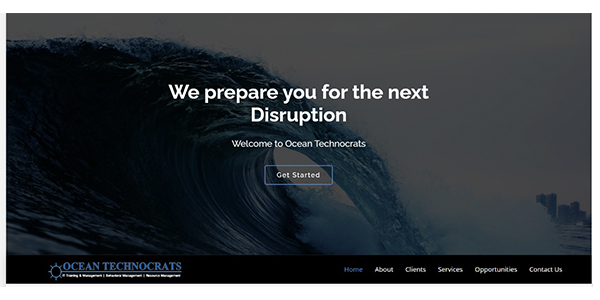 We prepare you for the next
Disruption
Welcome to Ocean Technocrats
Get Started
OCEAN TECHNOCRATS
IT Training & Management | Behavioral Management | Resource Management
Home About Clients Services Opportunities Contact Us